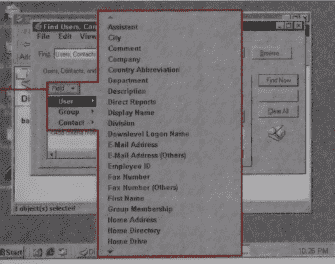 Find Users, Con
File Edit View
Find: Users, Contacts
Browse
Users, Contacts, and
Find Now
Clear All
Field
User
Group
Contact
Assistant
City
Comment
Company
Country Abbreviation
Department
Description
Direct Reports
Display Name
Division
Downlevel Logon Name
E-Mail Address
E-Mail Address (Others)
Employee ID
Fax Number
Fax Number (Others)
First Name
Group Membership
Home Address
Home Directory
Home Drive
1 object(s) selected
Start
10:26 PM